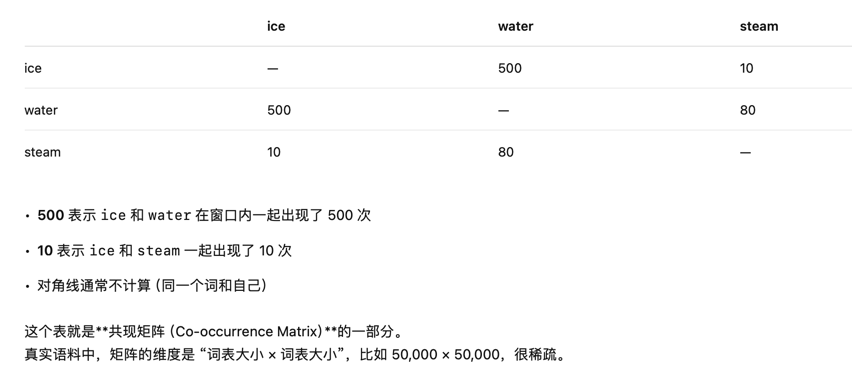 ice water steam
ice — 500 10
water 500 — 80
steam 10 80 —
• 500 表示 ice 和 water 在窗口内一起出现了 500 次
• 10 表示 ice 和 steam 一起出现了 10 次
• 对角线通常不计算（同一个词和自己）
这个表就是**共现矩阵（Co-occurrence Matrix）**的一部分。
真实语料中，矩阵的维度是 “词表大小 × 词表大小”，比如 50,000 × 50,000，很稀疏。